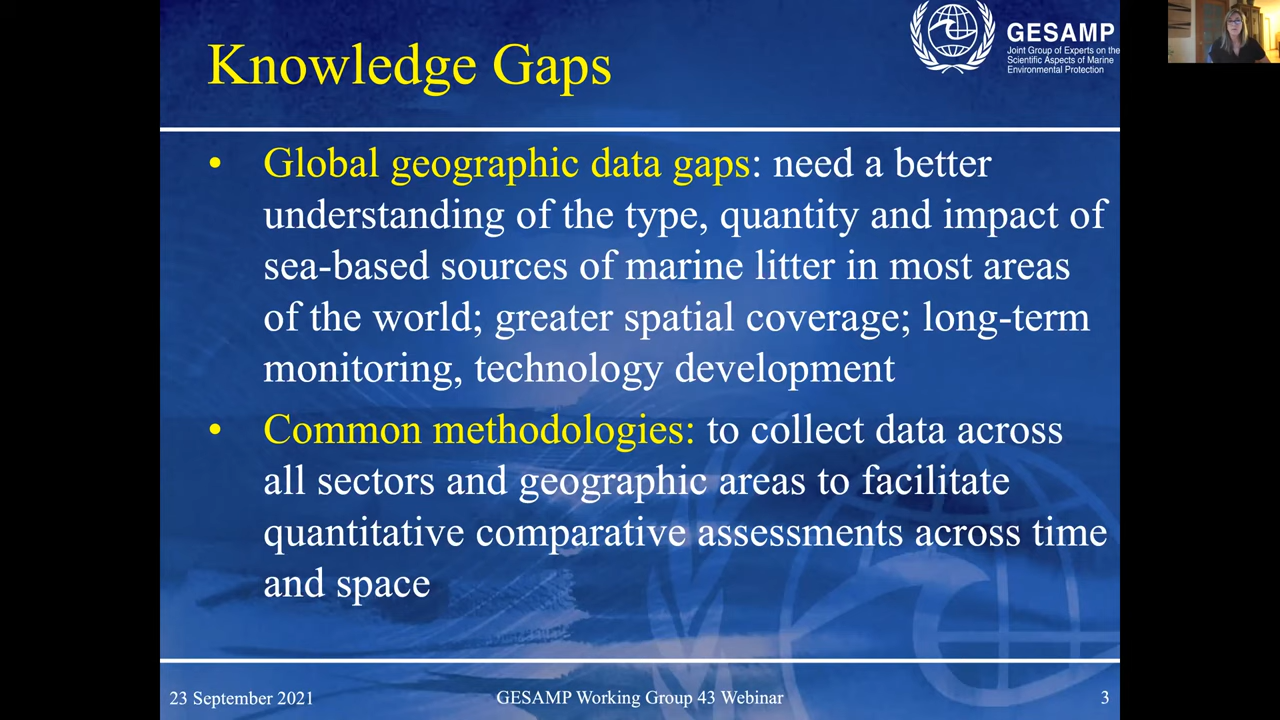 Knowledge Gaps
GESAMP
Joint Group of Experts on the
Scientific Aspects of Marine
Environmental Protection
• Global geographic data gaps: need a better
understanding of the type, quantity and impact of
sea-based sources of marine litter in most areas
of the world; greater spatial coverage; long-term
monitoring, technology development
• Common methodologies: to collect data across
all sectors and geographic areas to facilitate
quantitative comparative assessments across time
and space
23 September 2021
GESAMP Working Group 43 Webinar
3